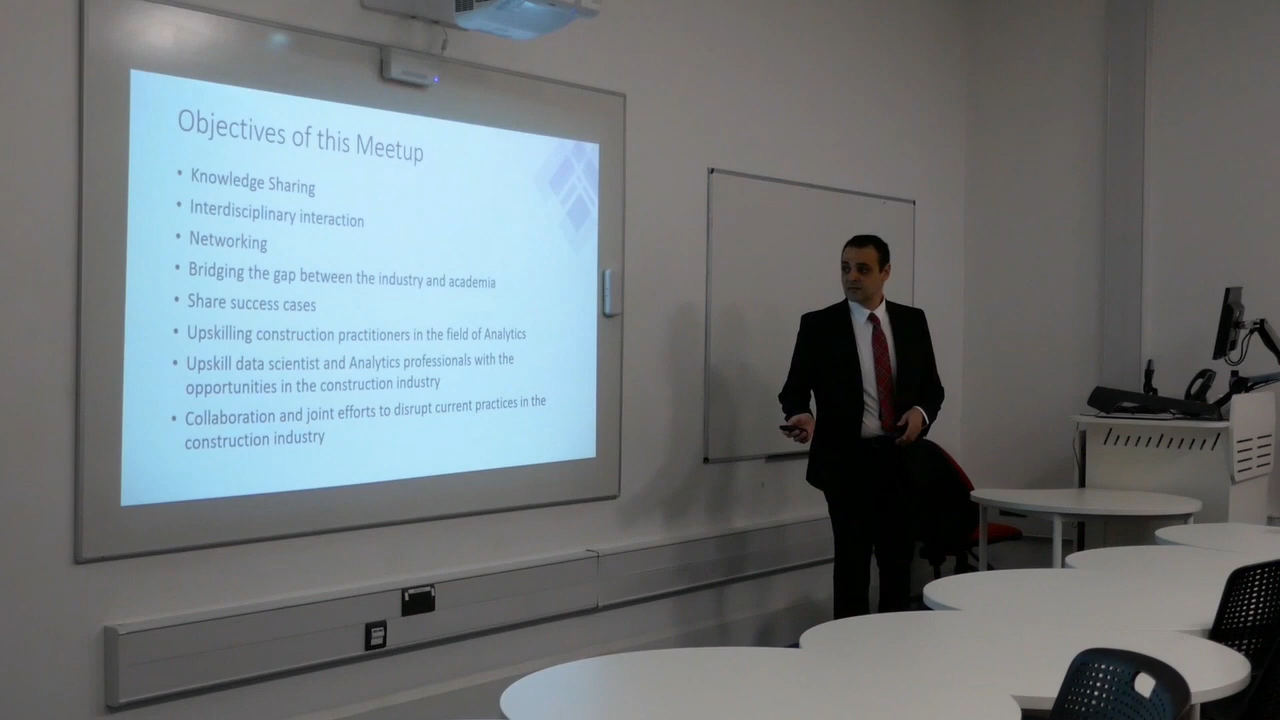 Objectives of this Meetup
• Knowledge Sharing
• Interdisciplinary interaction
• Networking
• Bridging the gap between the industry and academia
• Share success cases
• Upskilling construction practitioners in the field of Analytics
• Upskill data scientist and Analytics professionals with the
opportunities in the construction industry
• Collaboration and joint efforts to disrupt current practices in the
construction industry